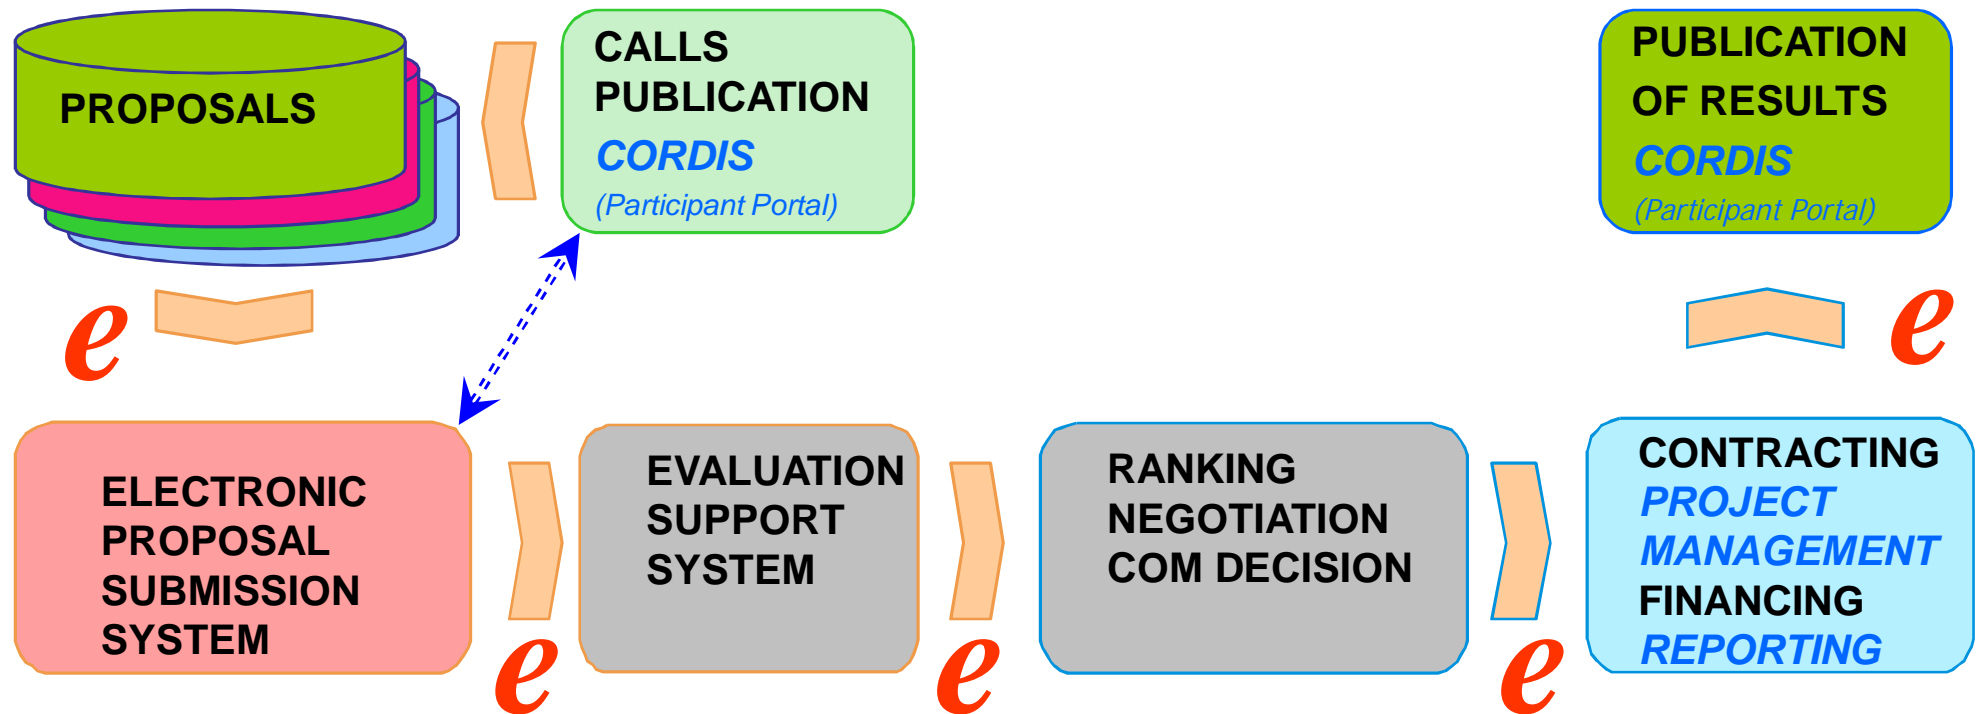 PROPOSALS
CALLS
PUBLICATION
CORDIS
(Participant Portal)
PUBLICATION
OF RESULTS
CORDIS
(Participant Portal)
e
e
ELECTRONIC
PROPOSAL
SUBMISSION
SYSTEM
e
EVALUATION
SUPPORT
SYSTEM
e
RANKING
NEGOTIATION
COM DECISION
e
CONTRACTING
PROJECT
MANAGEMENT
FINANCING
REPORTING